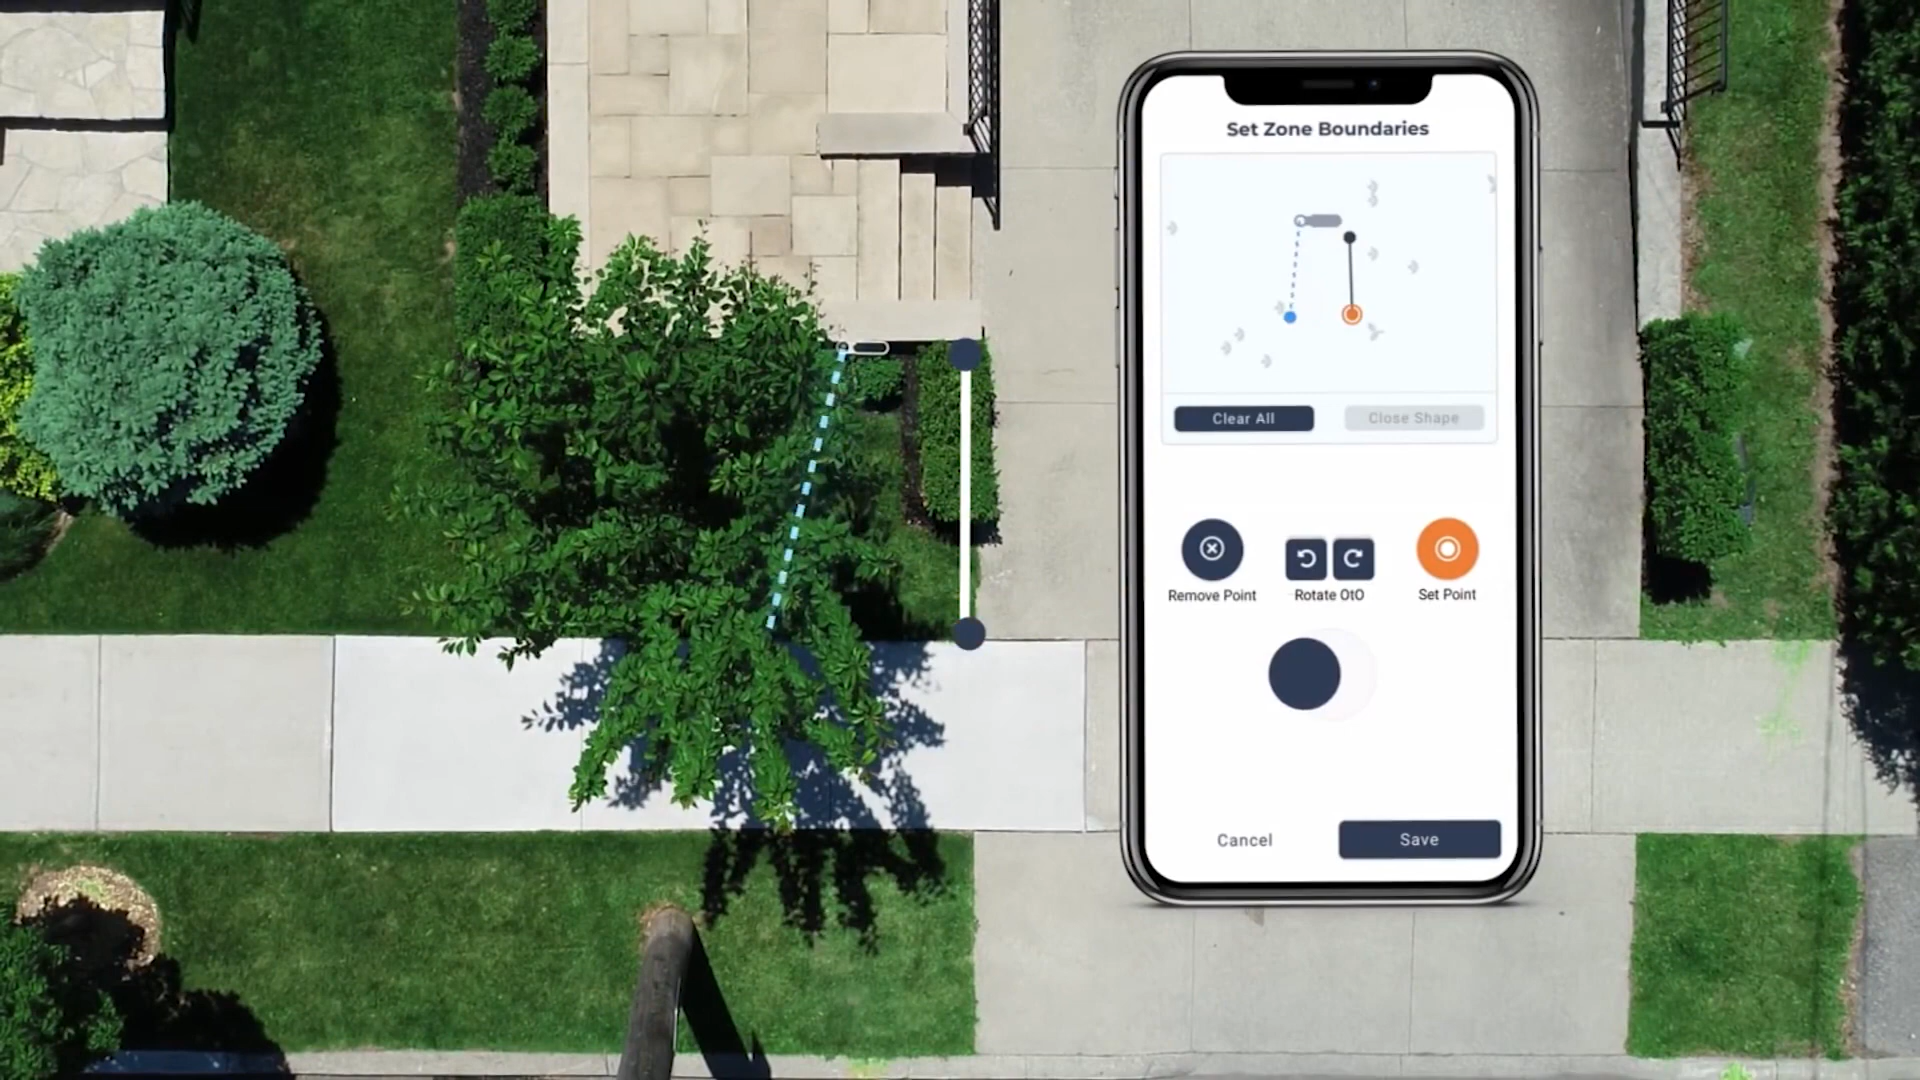 Set Zone Boundaries
Clear All
Close Shape
Remove Point
Rotate OtO
Set Point
Cancel
Save